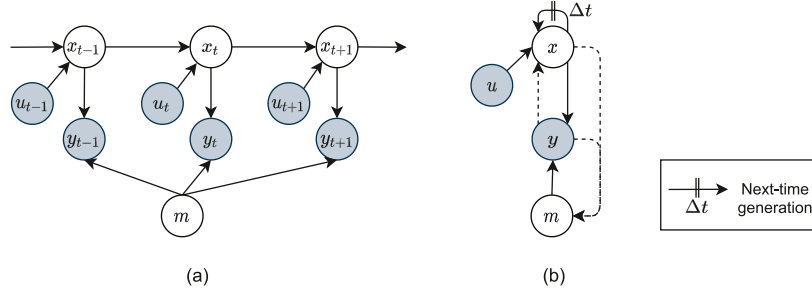 Δt
x_{t−1} x_t x_{t+1} x
u_{t−1} u_t u_{t+1} u
y_{t−1} y_t y_{t+1} y
m m
Δt
Next-time
generation
(a) (b)